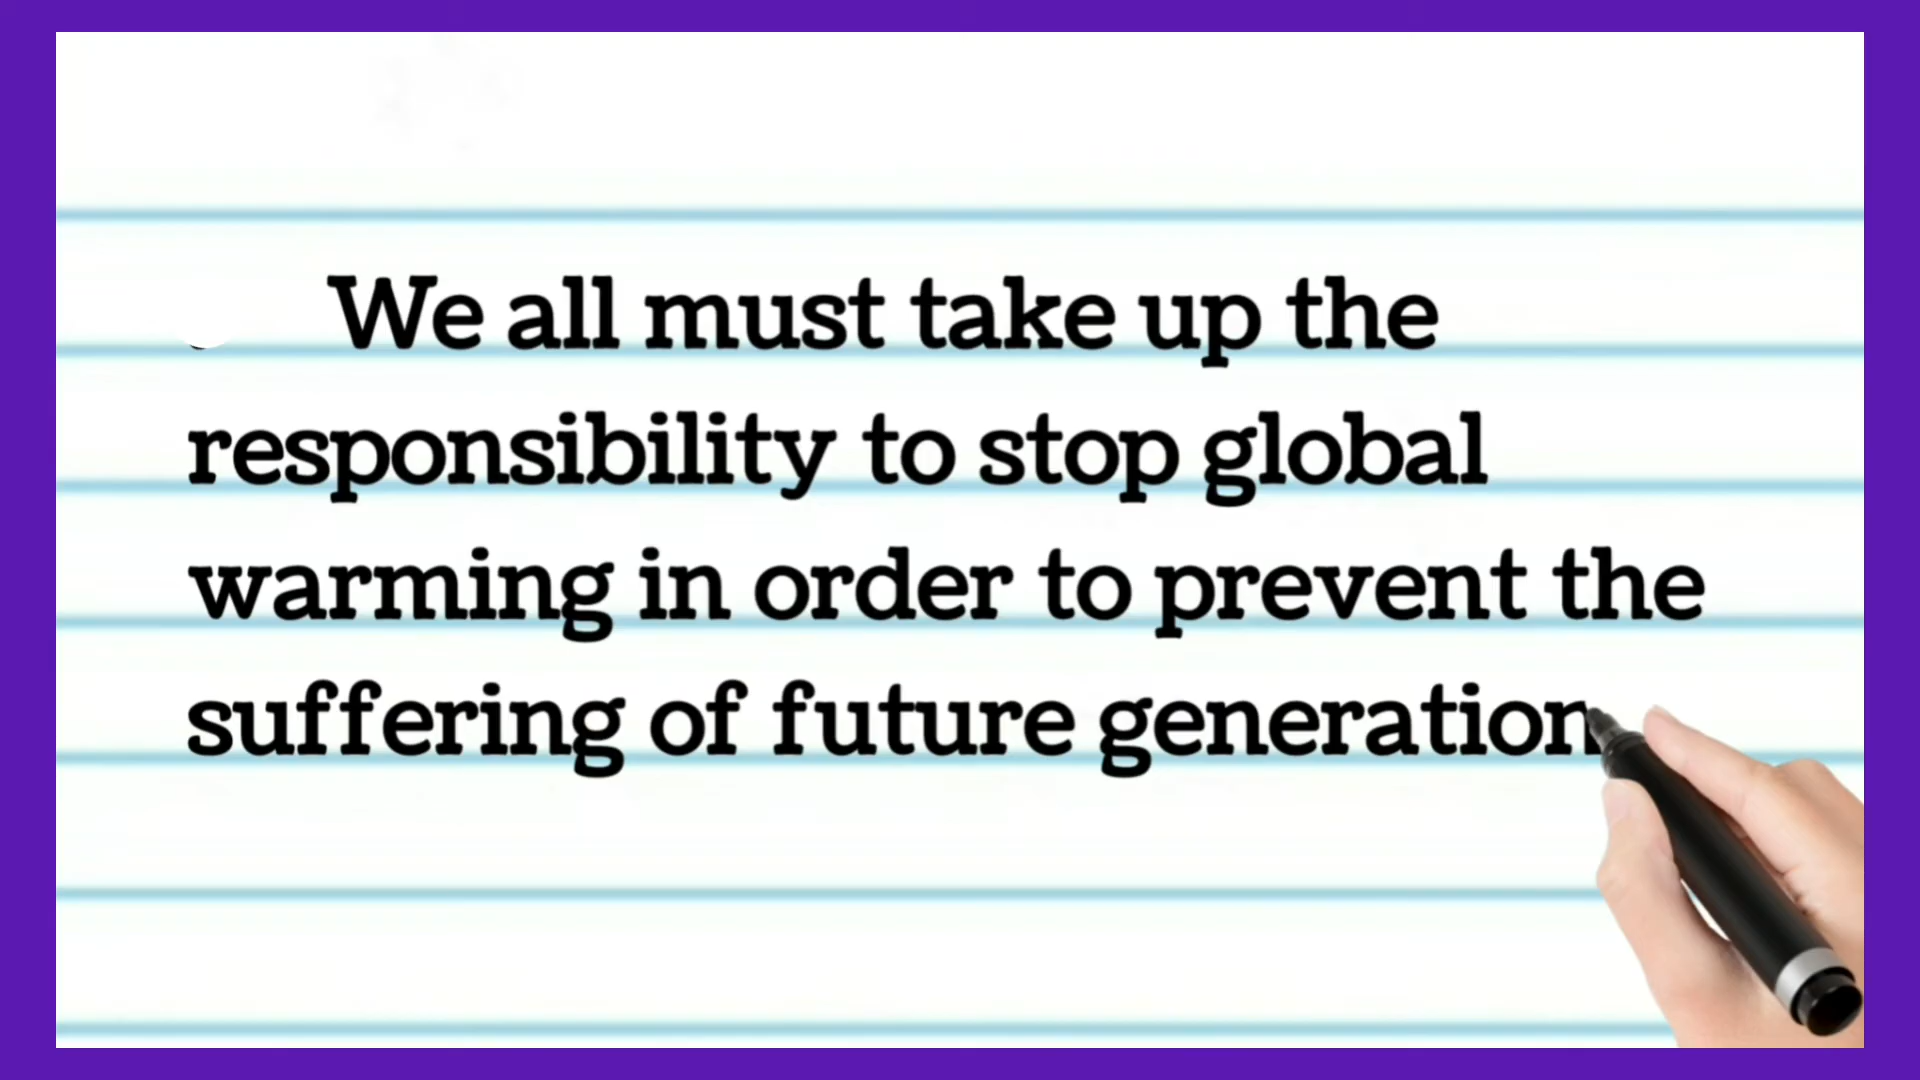 We all must take up the
responsibility to stop global
warming in order to prevent the
suffering of future generation